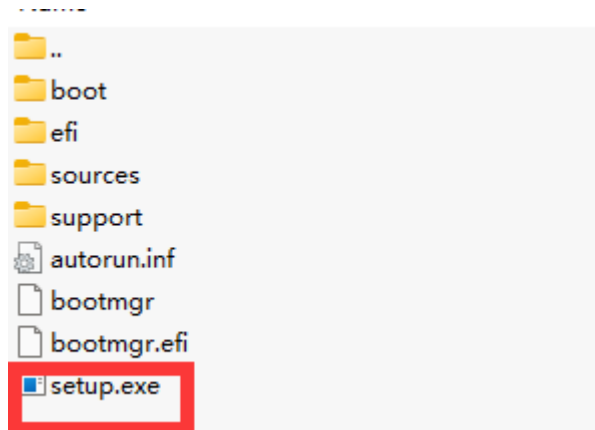 ..
boot
efi
sources
support
autorun.inf
bootmgr
bootmgr.efi
setup.exe